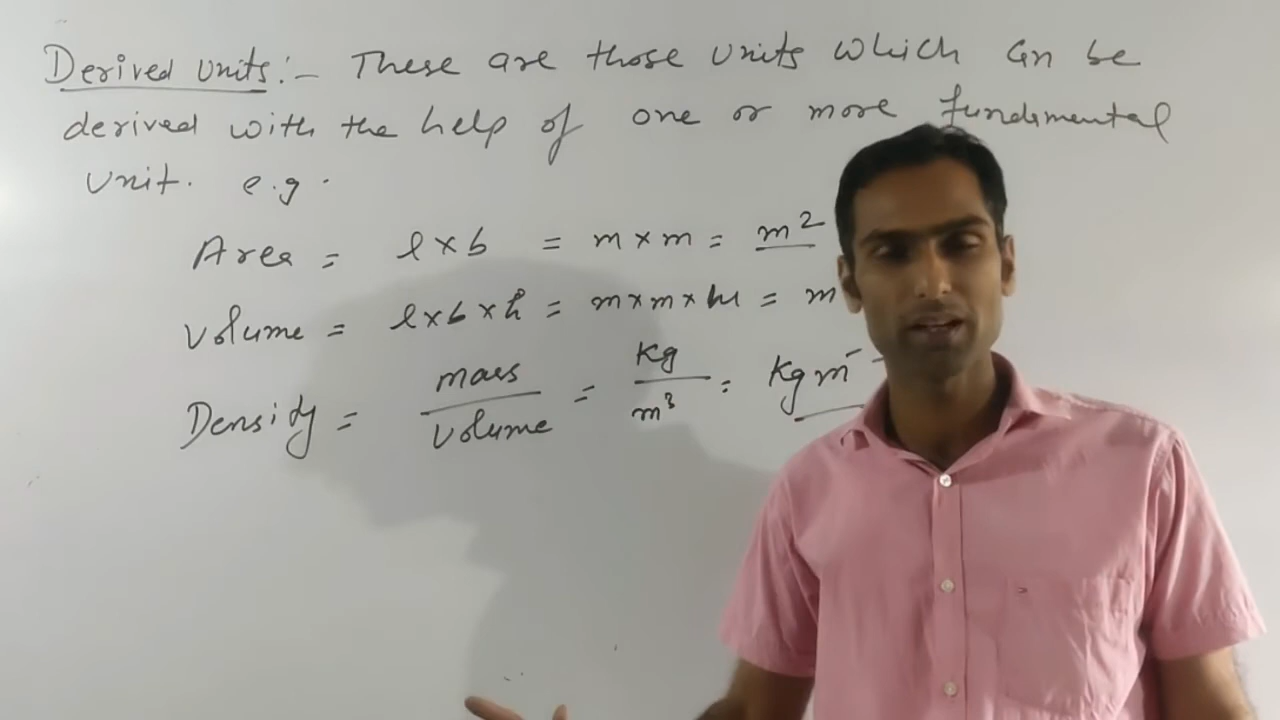 Derived Units:- These are those units which can be
derived with the help of one or more fundamental
Unit. e.g.
Area = l×b = m×m = m²
Volume = l×b×h = m×m×m = m
Density = mass/volume = Kg/m³ = Kg m⁻